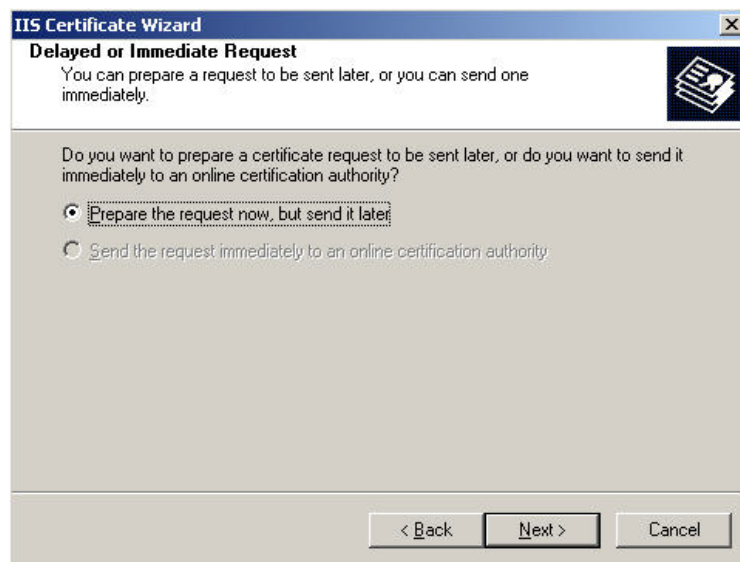 IIS Certificate Wizard
Delayed or Immediate Request
You can prepare a request to be sent later, or you can send one
immediately.
Do you want to prepare a certificate request to be sent later, or do you want to send it
immediately to an online certification authority?
Prepare the request now, but send it later
Send the request immediately to an online certification authority
< Back Next > Cancel